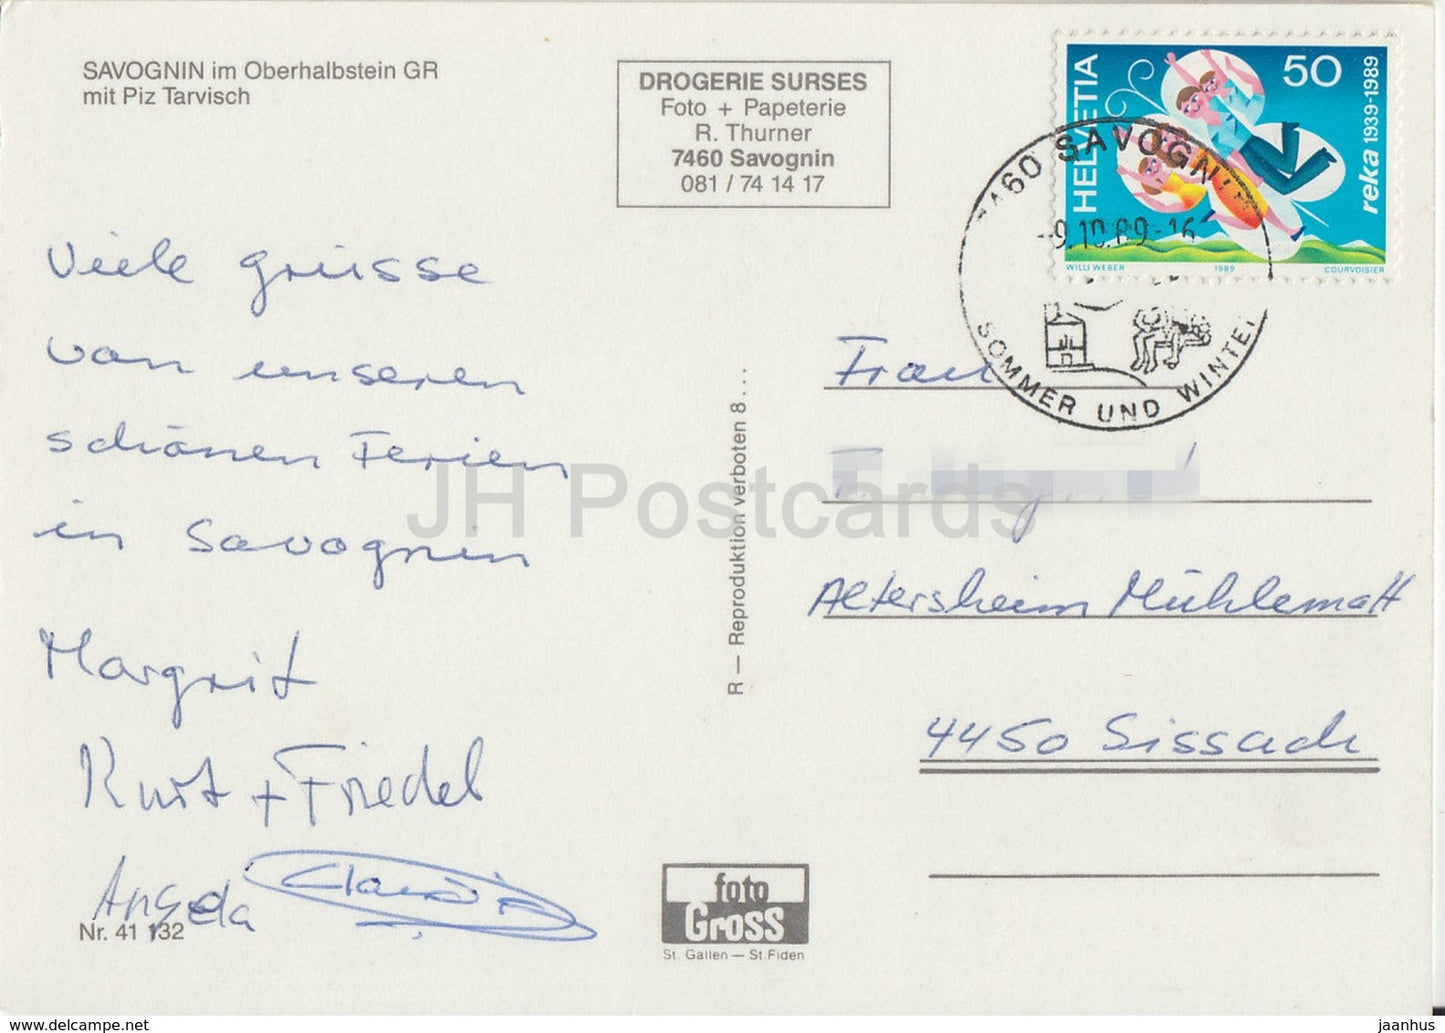 SAVOGNIN im Oberhalbstein GR
mit Piz Tarvisch
DROGERIE SURSES
Foto + Papeterie
R. Thurner
7460 Savognin
081 / 74 14 17
HELVETIA
50
reka 1939-1989
WILLI WEBER 1989 COURVOISIER
7460 SAVOGNIN
-9.10.89-16
SOMMER UND WINTER
Viele grüsse
von unseren
schönen Ferien
in Savognin
Margrit
Kurt + Friedel
Angela Claudia
Nr. 41 132
R — Reproduktion verboten 8...
foto
Gross
St. Gallen — St. Fiden
Frau
Altersheim Mühlematt
4450 Sissach
JH Postcards
delcampe.net
jaanhus